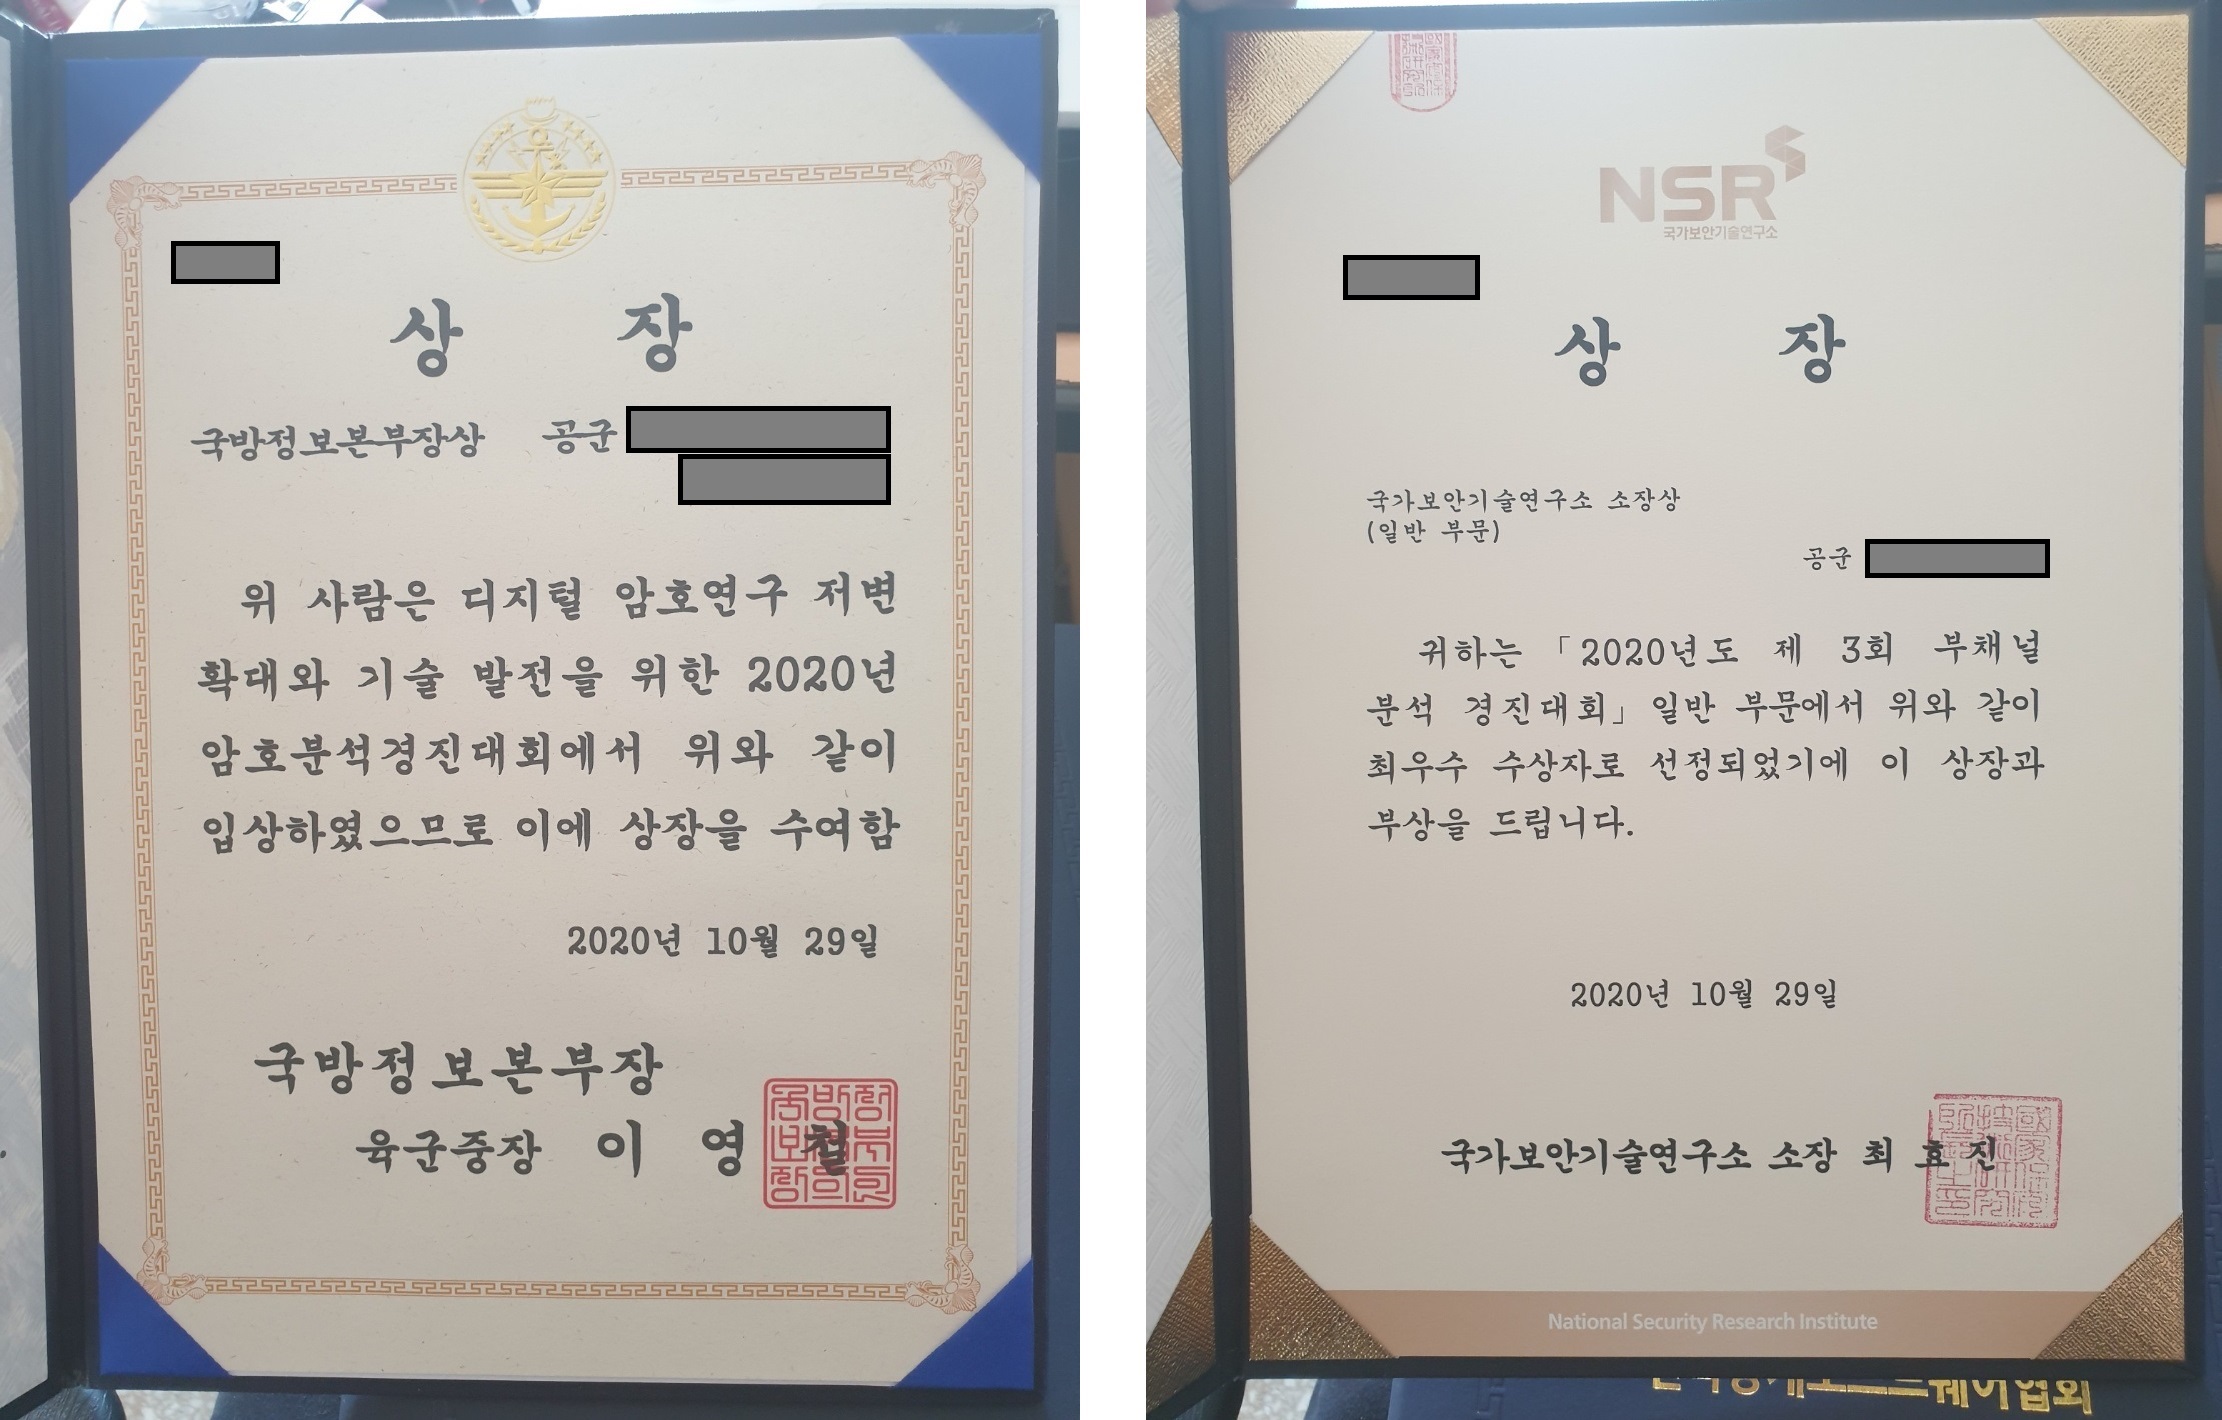 상 장
국방정보본부장상 공군
위 사람은 디지털 암호연구 저변
확대와 기술 발전을 위한 2020년
암호분석경진대회에서 위와 같이
입상하였으므로 이에 상장을 수여함
2020년 10월 29일
국방정보본부장
육군중장 이 영 철
NSR
국가보안기술연구소
상 장
국가보안기술연구소 소장상
(일반 부문)
공군
귀하는 「2020년도 제 3회 부채널
분석 경진대회」 일반 부문에서 위와 같이
최우수 수상자로 선정되었기에 이 상장과
부상을 드립니다.
2020년 10월 29일
국가보안기술연구소 소장 최 효 진
National Security Research Institute